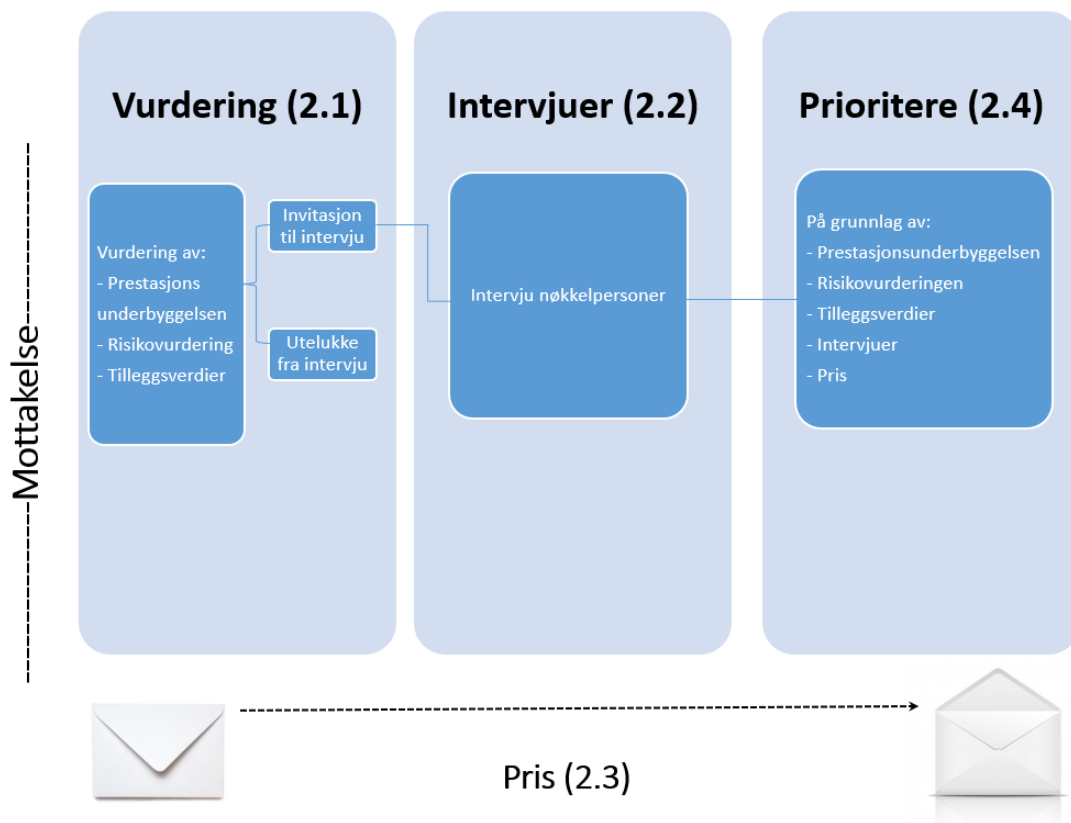 Mottakelse
Vurdering (2.1)
Vurdering av:
- Prestasjons
underbyggelsen
- Risikovurdering
- Tilleggsverdier
Invitasjon
til intervju
Utelukke
fra intervju
Intervjuer (2.2)
Intervju nøkkelpersoner
Prioritere (2.4)
På grunnlag av:
- Prestasjonsunderbyggelsen
- Risikovurderingen
- Tilleggsverdier
- Intervjuer
- Pris
Pris (2.3)